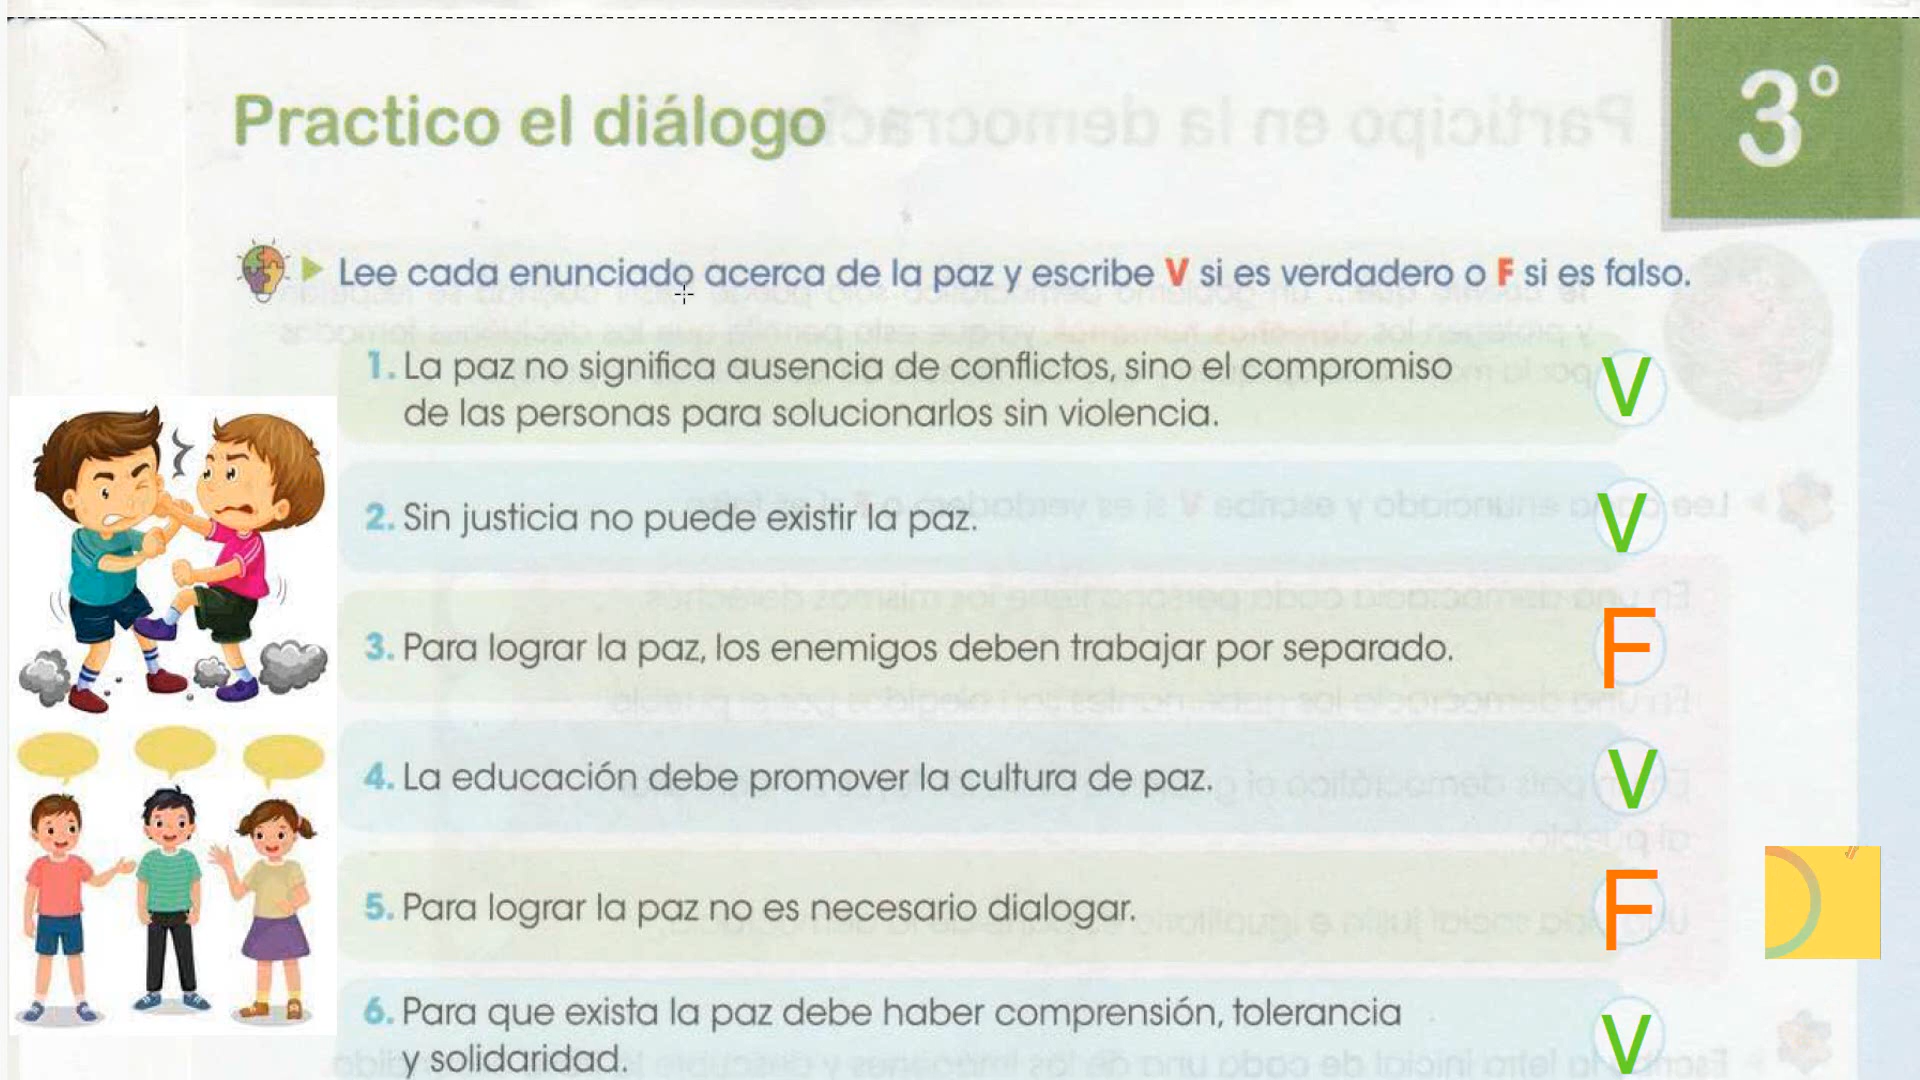 Practico el diálogo
3º
Lee cada enunciado acerca de la paz y escribe V si es verdadero o F si es falso.
1. La paz no significa ausencia de conflictos, sino el compromiso
de las personas para solucionarlos sin violencia.
V
2. Sin justicia no puede existir la paz.
V
3. Para lograr la paz, los enemigos deben trabajar por separado.
F
4. La educación debe promover la cultura de paz.
V
5. Para lograr la paz no es necesario dialogar.
F
6. Para que exista la paz debe haber comprensión, tolerancia
y solidaridad.
V